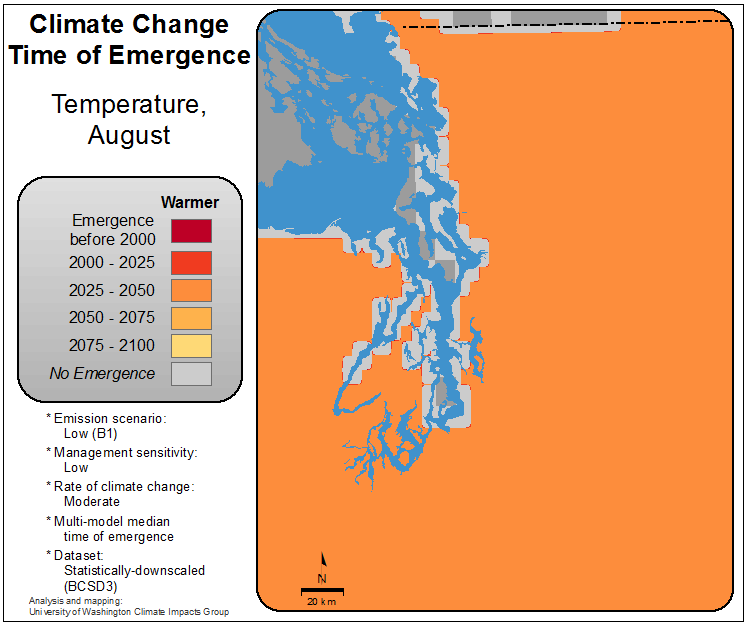 Climate Change
Time of Emergence
Temperature,
August
Warmer
Emergence
before 2000
2000 - 2025
2025 - 2050
2050 - 2075
2075 - 2100
No Emergence
* Emission scenario:
Low (B1)
* Management sensitivity:
Low
* Rate of climate change:
Moderate
* Multi-model median
time of emergence
* Dataset:
Statistically-downscaled
(BCSD3)
Analysis and mapping:
University of Washington Climate Impacts Group
N
20 km